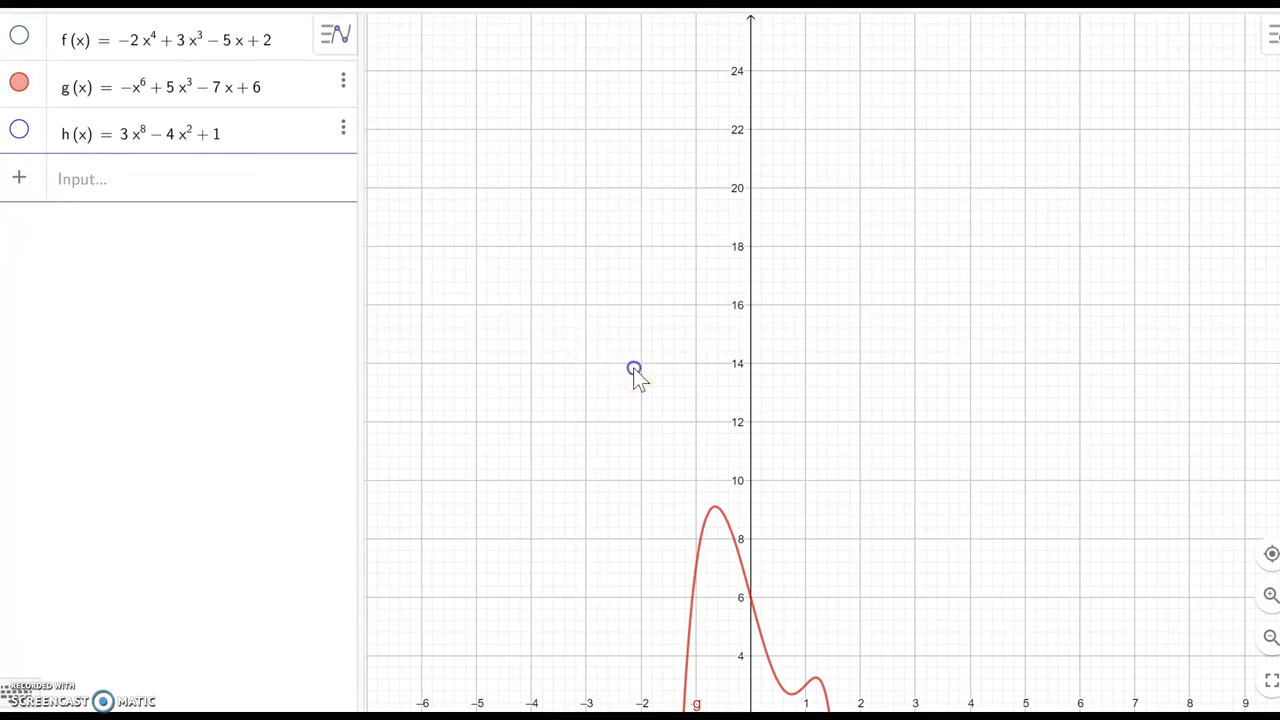 f(x) = −2x⁴ + 3x³ − 5x + 2
g(x) = −x⁶ + 5x³ − 7x + 6
h(x) = 3x⁸ − 4x² + 1
+ Input...
24
22
20
18
16
14
12
10
8
6
4
−6 −5 −4 −3 −2 g 1 2 3 4 5 6 7 8 9
RECORDED WITH
SCREENCAST MATIC